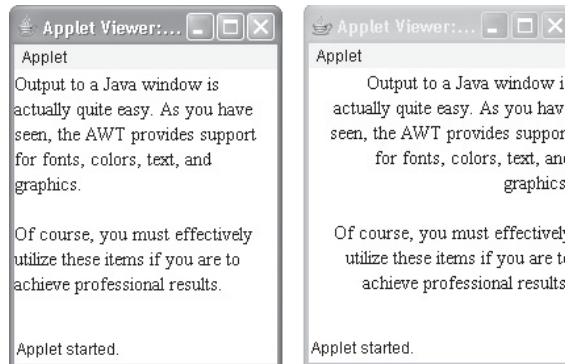 Applet Viewer:...
Applet
Output to a Java window is
actually quite easy. As you have
seen, the AWT provides support
for fonts, colors, text, and
graphics.
Of course, you must effectively
utilize these items if you are to
achieve professional results.
Applet started.
Applet Viewer:...
Applet
Output to a Java window i
actually quite easy. As you hav
seen, the AWT provides suppor
for fonts, colors, text, and
graphics
Of course, you must effectively
utilize these items if you are to
achieve professional results
Applet started.